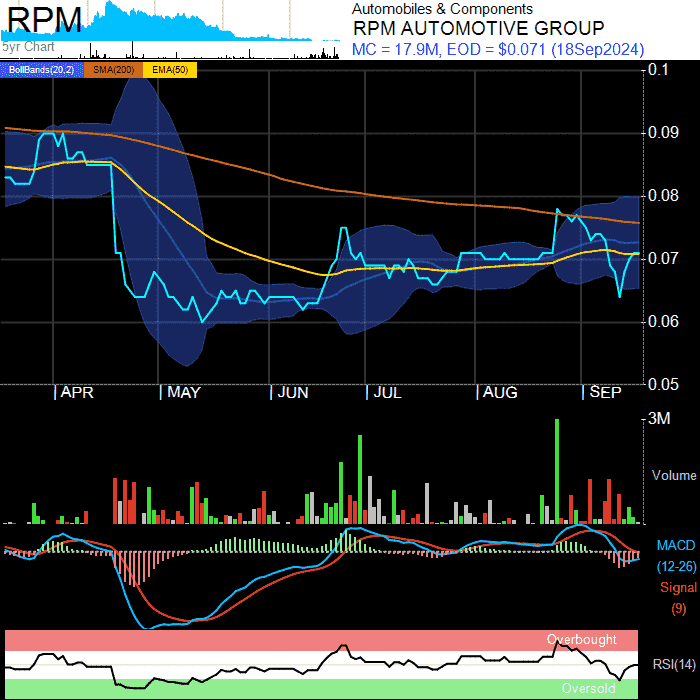 RPM
5yr Chart
Automobiles & Components
RPM AUTOMOTIVE GROUP
MC = 17.9M, EOD = $0.071 (18Sep2024)
BollBands(20,2) SMA(200) EMA(50)
0.1
0.09
0.08
0.07
0.06
0.05
APR MAY JUN JUL AUG SEP
3M
Volume
MACD
(12-26)
Signal
(9)
Overbought
RSI(14)
Oversold